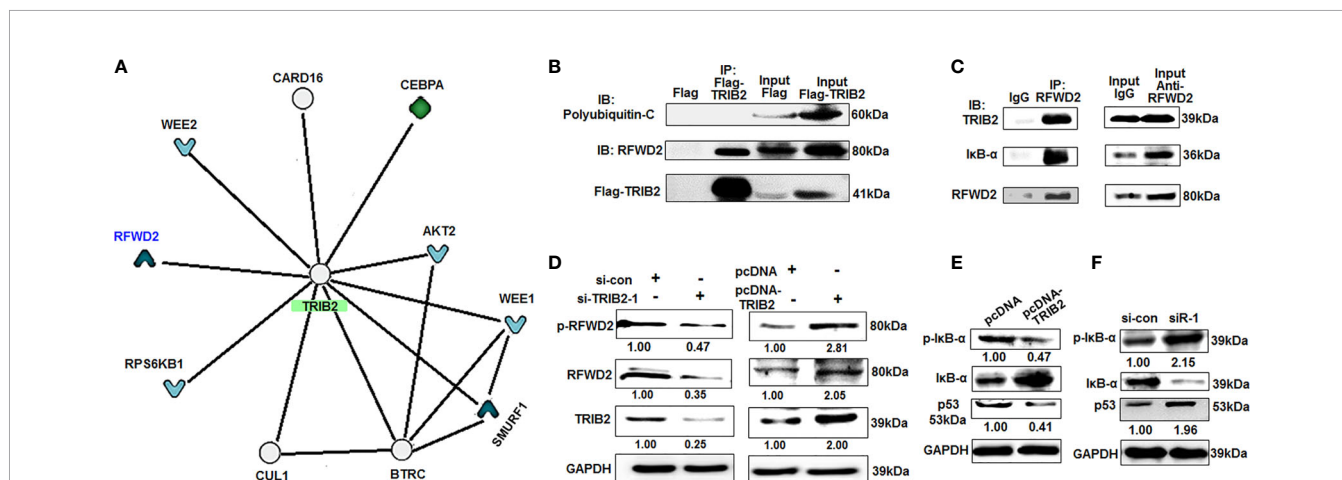 A
CARD16
CEBPA
WEE2
RFWD2
AKT2
TRIB2
WEE1
RPS6KB1
SMURF1
CUL1
BTRC
B
IB:
Polyubiquitin-C
Flag
IP:
Flag-
TRIB2
Input
Flag
Input
Flag-TRIB2
60kDa
IB: RFWD2
80kDa
Flag-TRIB2
41kDa
C
IB:
TRIB2
IgG
IP:
RFWD2
Input
IgG
Input
Anti-
RFWD2
39kDa
IκB-α
36kDa
RFWD2
80kDa
D
si-con + -
si-TRIB2-1 - +
pcDNA + -
pcDNA-
TRIB2 - +
p-RFWD2
80kDa
1.00 0.47 1.00 2.81
RFWD2
80kDa
1.00 0.35 1.00 2.05
TRIB2
39kDa
1.00 0.25 1.00 2.00
GAPDH
39kDa
E
pcDNA
pcDNA-
TRIB2
p-IκB-α
1.00 0.47
IκB-α
p53
53kDa
1.00 0.41
GAPDH
F
si-con siR-1
p-IκB-α
39kDa
1.00 2.15
IκB-α
39kDa
p53
53kDa
1.00 1.96
GAPDH
39kDa